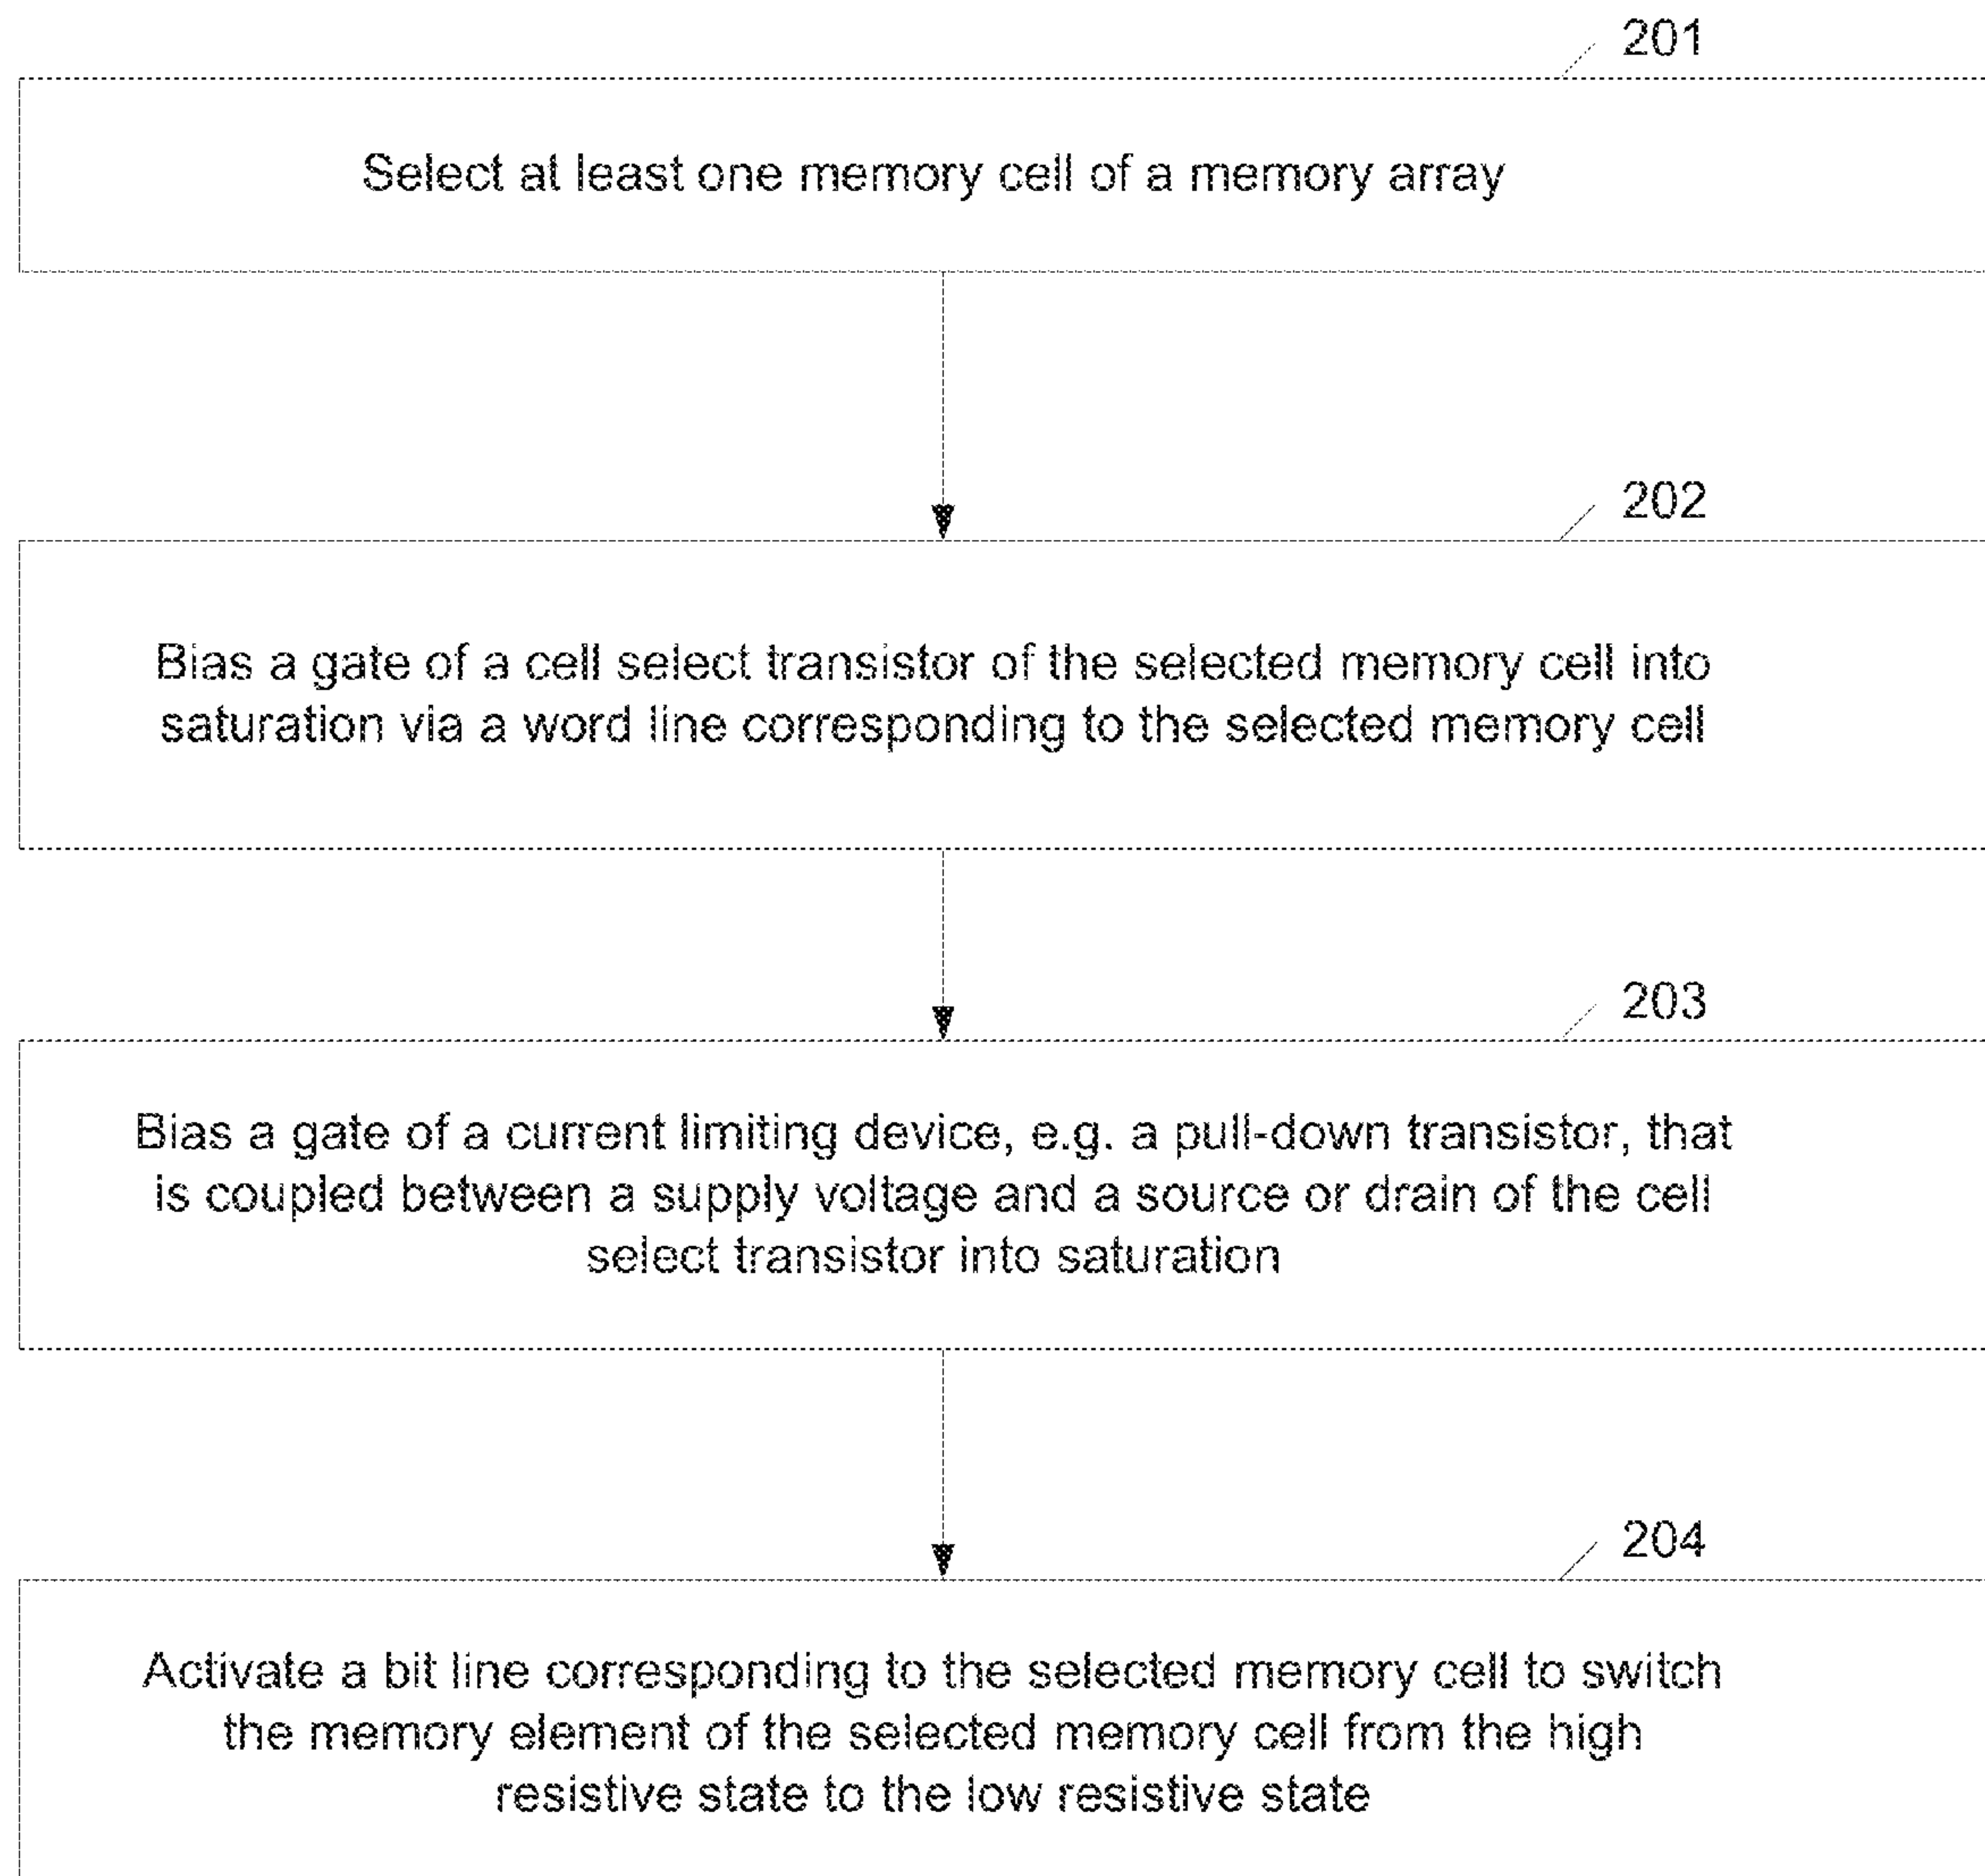 201
Select at least one memory cell of a memory array
202
Bias a gate of a cell select transistor of the selected memory cell into
saturation via a word line corresponding to the selected memory cell
203
Bias a gate of a current limiting device, e.g. a pull-down transistor, that
is coupled between a supply voltage and a source or drain of the cell
select transistor into saturation
204
Activate a bit line corresponding to the selected memory cell to switch
the memory element of the selected memory cell from the high
resistive state to the low resistive state